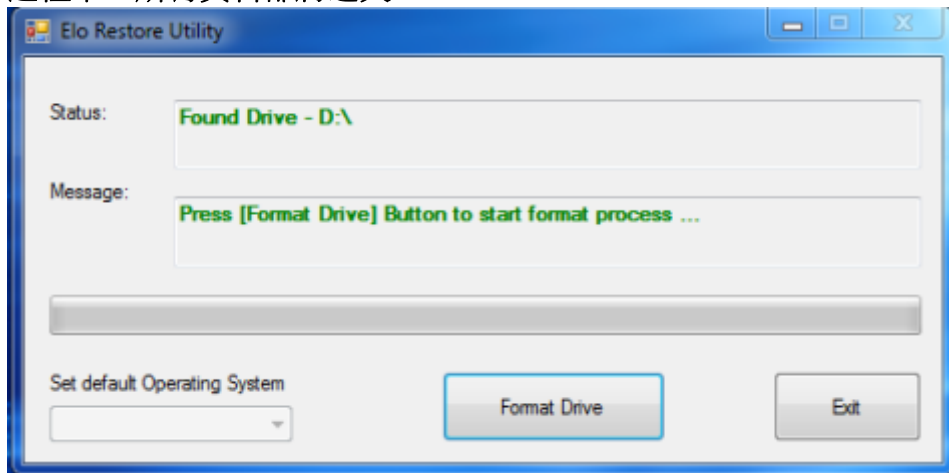 Elo Restore Utility
Status:
Found Drive - D:\
Message:
Press [Format Drive] Button to start format process ...
Set default Operating System
Format Drive
Exit